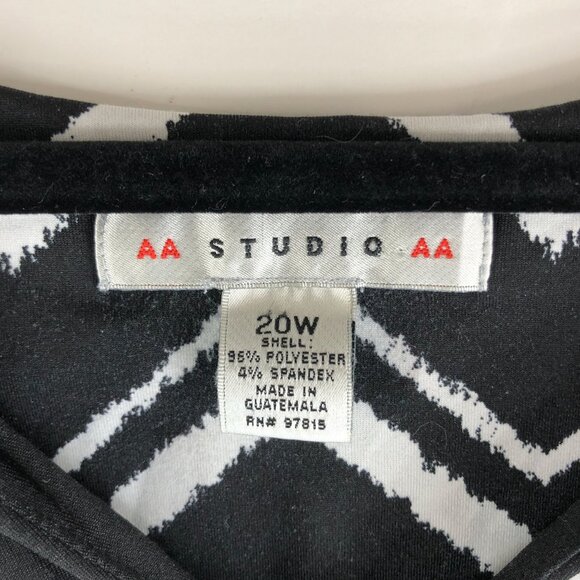 AA STUDIO AA
20W
SHELL:
96% POLYESTER
4% SPANDEX
MADE IN
GUATEMALA
RN# 97815